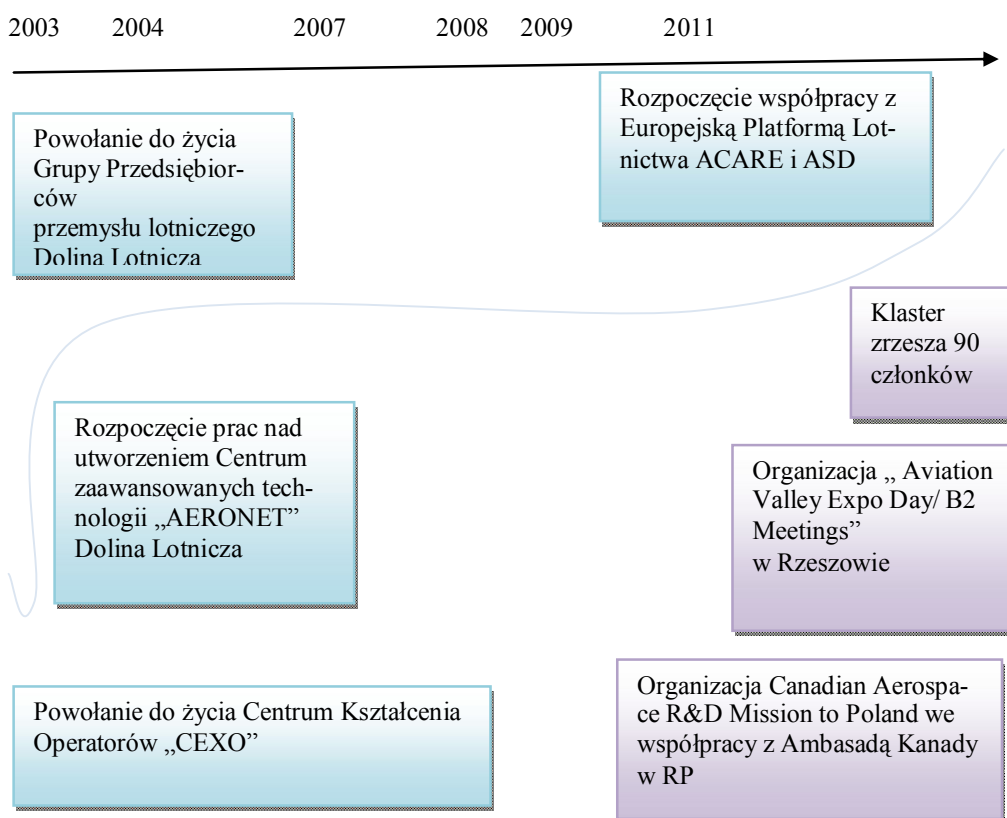 2003 2004 2007 2008 2009 2011
Powołanie do życia
Grupy Przedsiębior-
ców
przemysłu lotniczego
Dolina Lotnicza
Rozpoczęcie współpracy z
Europejską Platformą Lot-
nictwa ACARE i ASD
Klaster
zrzesza 90
członków
Rozpoczęcie prac nad
utworzeniem Centrum
zaawansowanych tech-
nologii „AERONET”
Dolina Lotnicza
Organizacja „ Aviation
Valley Expo Day/ B2
Meetings”
w Rzeszowie
Powołanie do życia Centrum Kształcenia
Operatorów „CEXO”
Organizacja Canadian Aerospa-
ce R&D Mission to Poland we
współpracy z Ambasadą Kanady
w RP